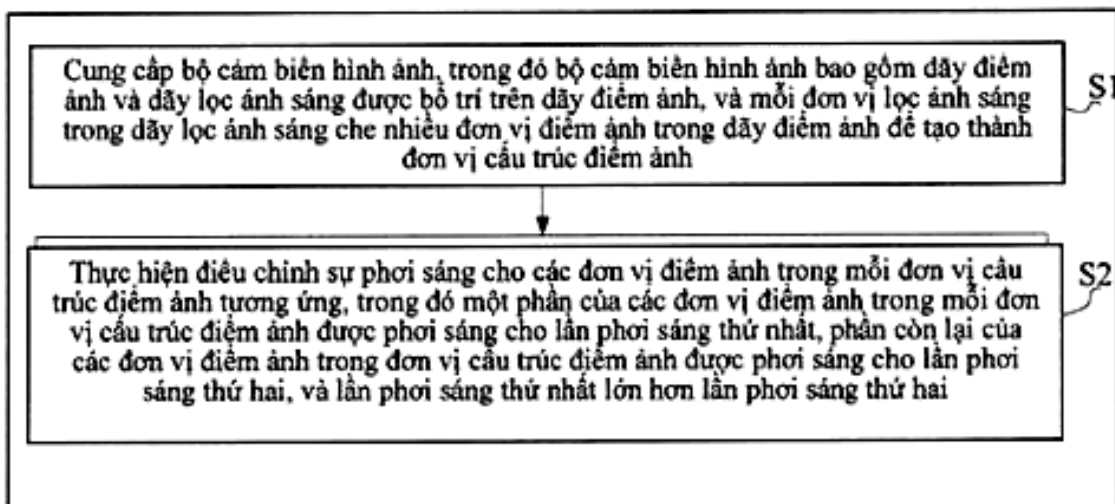 Cung cấp bộ cảm biến hình ảnh, trong đó bộ cảm biến hình ảnh bao gồm dãy điểm
ảnh và dãy lọc ánh sáng được bố trí trên dãy điểm ảnh, và mỗi đơn vị lọc ánh sáng
trong dãy lọc ánh sáng che nhiều đơn vị điểm ảnh trong dãy điểm ảnh để tạo thành
đơn vị cấu trúc điểm ảnh
S1
Thực hiện điều chỉnh sự phơi sáng cho các đơn vị điểm ảnh trong mỗi đơn vị cấu
trúc điểm ảnh tương ứng, trong đó một phần của các đơn vị điểm ảnh trong mỗi đơn
vị cấu trúc điểm ảnh được phơi sáng cho lần phơi sáng thứ nhất, phần còn lại của
các đơn vị điểm ảnh trong đơn vị cấu trúc điểm ảnh được phơi sáng cho lần phơi
sáng thứ hai, và lần phơi sáng thứ nhất lớn hơn lần phơi sáng thứ hai
S2